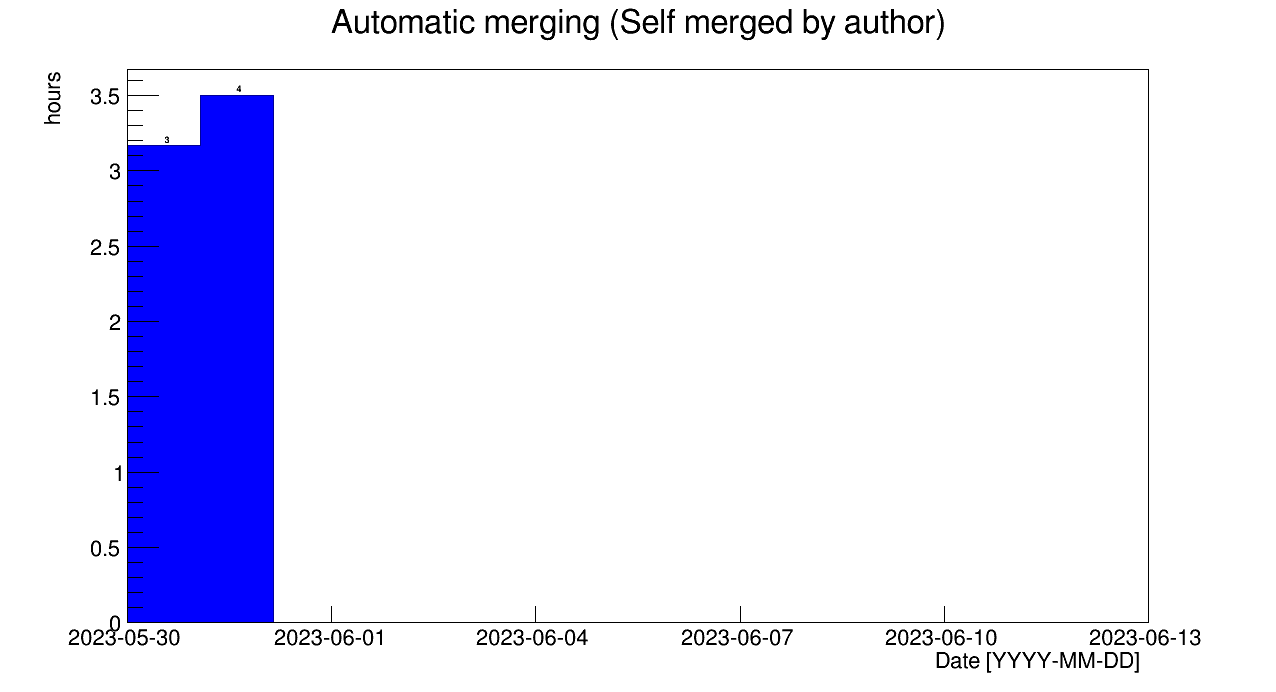 Automatic merging (Self merged by author)
hours
3.5
3
2.5
2
1.5
1
0.5
0
3
4
2023-05-30 2023-06-01 2023-06-04 2023-06-07 2023-06-10 2023-06-13
Date [YYYY-MM-DD]